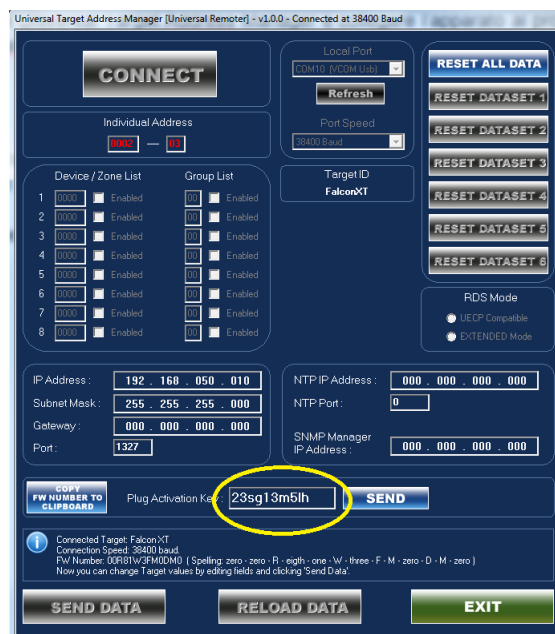 Universal Target Address Manager [Universal Remoter] - v1.0.0 - Connected at 38400 Baud
CONNECT
Individual Address
0002 — 03
Local Port
COM10 (VCOM Usb)
Refresh
Port Speed
38400 Baud
Target ID
FalconXT
RESET ALL DATA
RESET DATASET 1
RESET DATASET 2
RESET DATASET 3
RESET DATASET 4
RESET DATASET 5
RESET DATASET 6
Device / Zone List Group List
1 0000 Enabled 00 Enabled
2 0000 Enabled 00 Enabled
3 0000 Enabled 00 Enabled
4 0000 Enabled 00 Enabled
5 0000 Enabled 00 Enabled
6 0000 Enabled 00 Enabled
7 0000 Enabled 00 Enabled
8 0000 Enabled 00 Enabled
RDS Mode
UECP Compatible
EXTENDED Mode
IP Address : 192 . 168 . 050 . 010
Subnet Mask : 255 . 255 . 255 . 000
Gateway : 000 . 000 . 000 . 000
Port : 1327
NTP IP Address : 000 . 000 . 000 . 000
NTP Port : 0
SNMP Manager
IP Address : 000 . 000 . 000 . 000
COPY
FW NUMBER TO
CLIPBOARD
Plug Activation Key : 23sg13m5lh SEND
Connected Target: Falcon XT
Connection Speed: 38400 baud.
FW Number: 00R81W3FM0DM0 ( Spelling: zero - zero - R - eigth - one - W - three - F - M - zero - D - M - zero )
Now you can change Target values by editing fields and clicking 'Send Data'.
SEND DATA RELOAD DATA EXIT